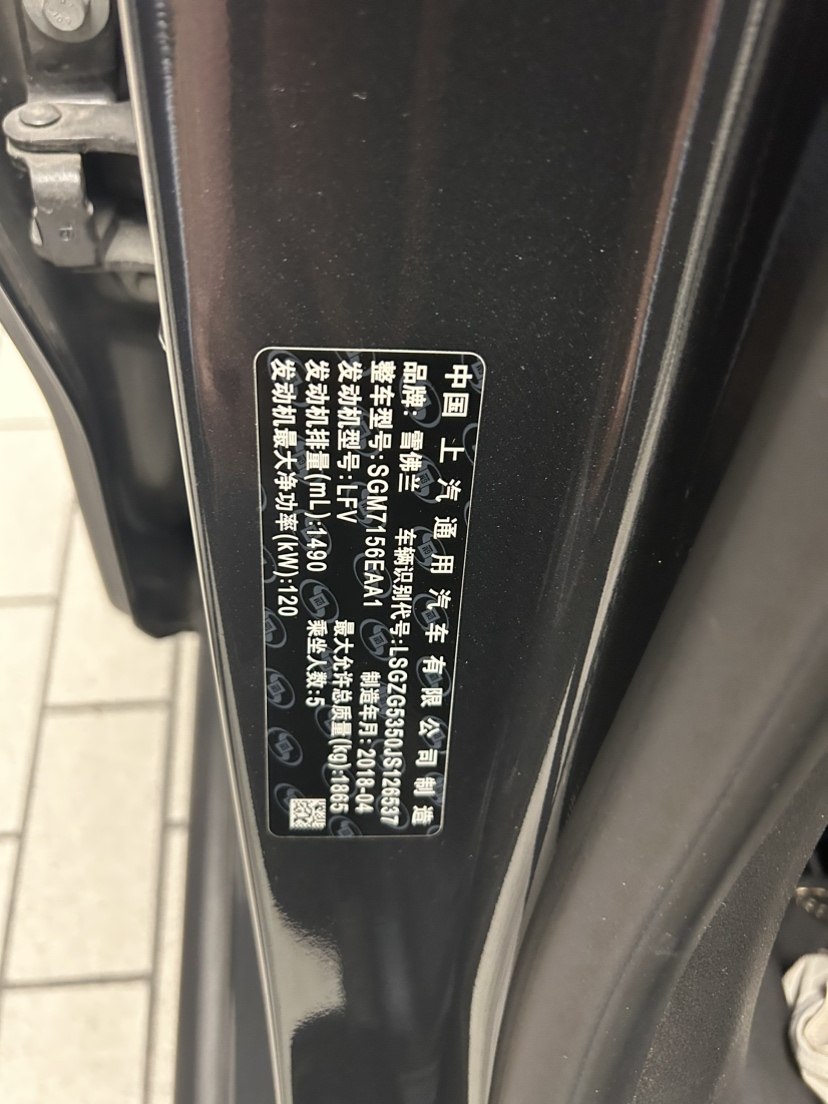 中国 上汽通用汽车有限公司制造
品牌：雪佛兰 车辆识别代号:LSGZG5350JS126537
整车型号:SGM7156EAA1 制造年月：2018-04
发动机型号:LFV 最大允许总质量(kg):1865
发动机排量(mL):1490 乘坐人数:5
发动机最大净功率(kW):120